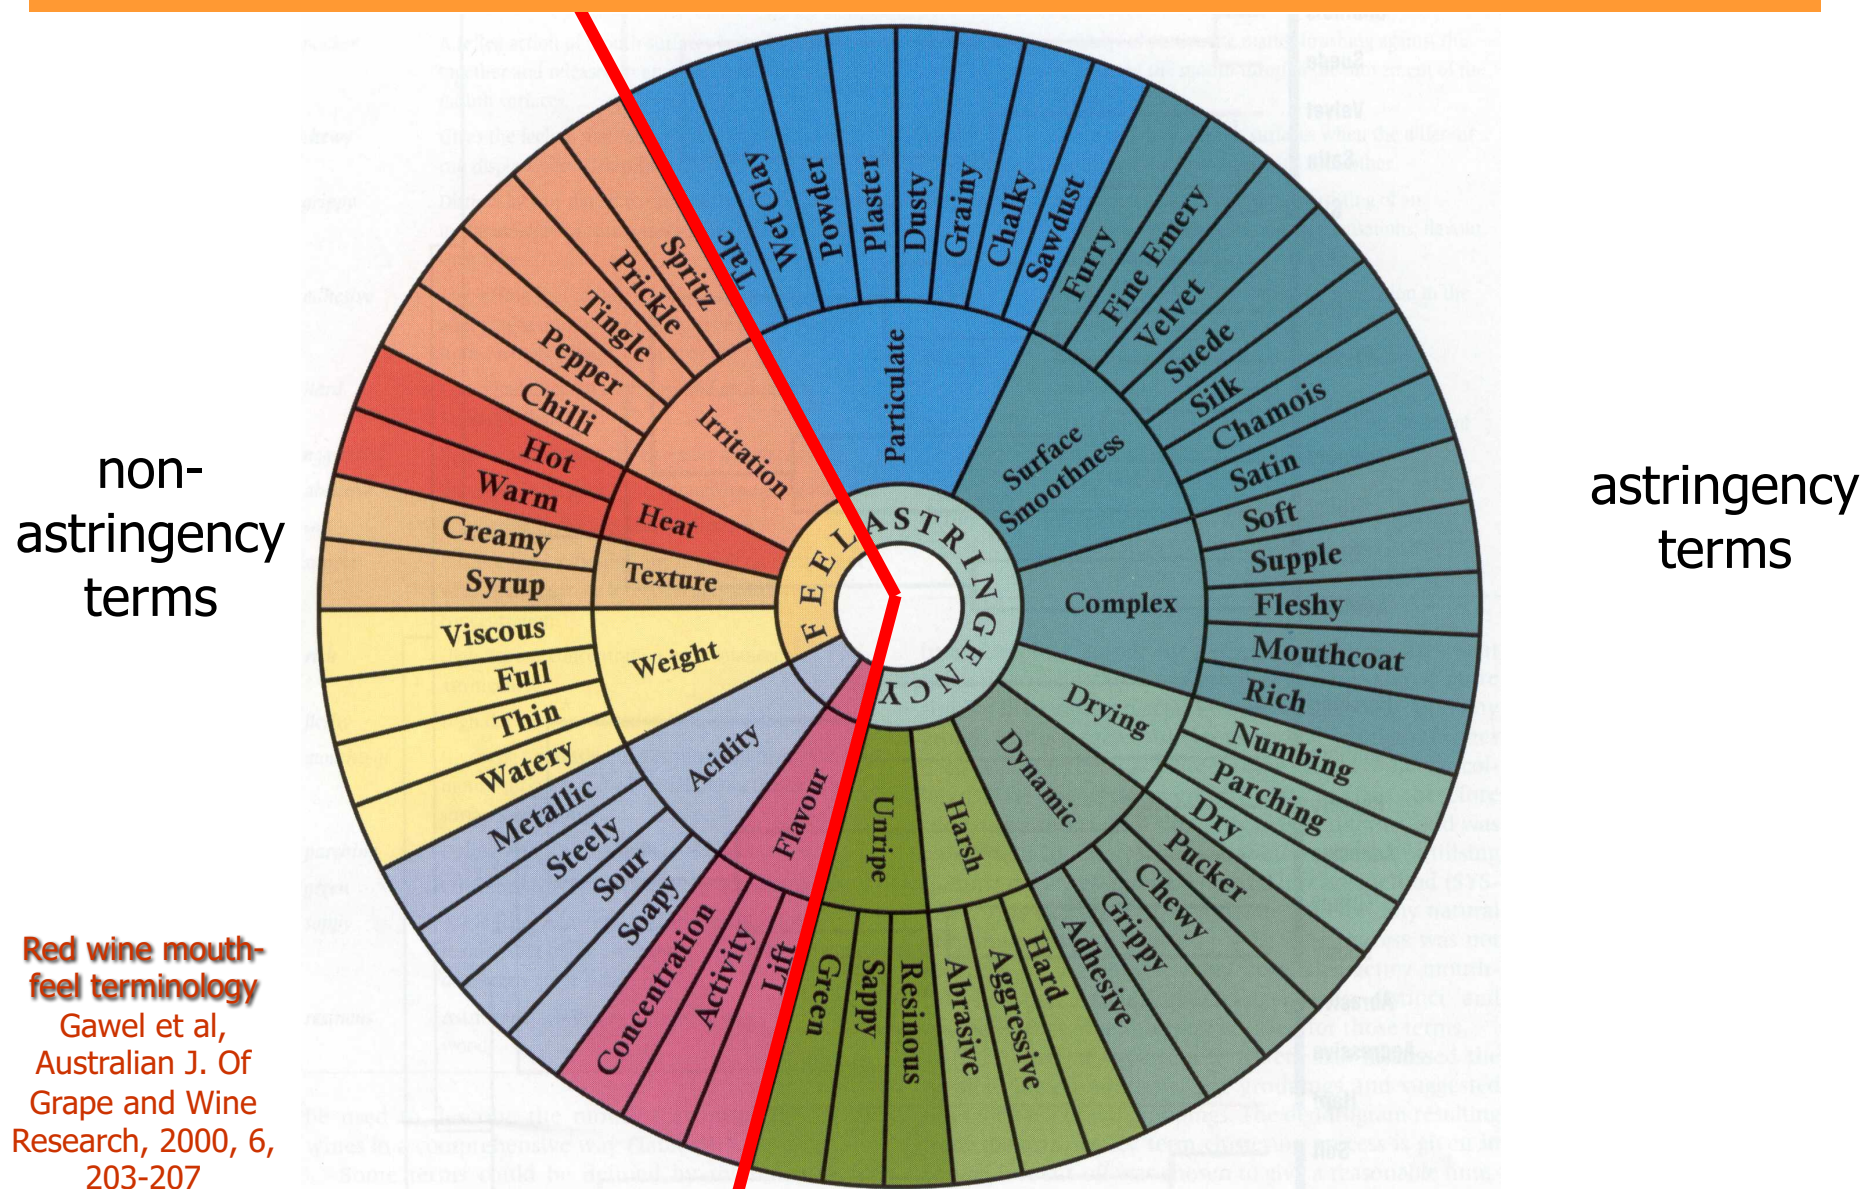 non-
astringency
terms
astringency
terms
Red wine mouth-
feel terminology
Gawel et al,
Australian J. Of
Grape and Wine
Research, 2000, 6,
203-207
FEEL
ASTRINGENCY
Particulate
Talc
Wet Clay
Powder
Plaster
Dusty
Grainy
Chalky
Sawdust
Surface
Smoothness
Furry
Fine Emery
Velvet
Suede
Silk
Chamois
Satin
Complex
Soft
Supple
Fleshy
Mouthcoat
Rich
Drying
Numbing
Parching
Dry
Dynamic
Pucker
Chewy
Grippy
Adhesive
Harsh
Hard
Aggressive
Abrasive
Unripe
Resinous
Sappy
Green
Flavour
Lift
Activity
Concentration
Acidity
Soapy
Sour
Steely
Metallic
Weight
Watery
Thin
Full
Viscous
Texture
Syrup
Creamy
Heat
Warm
Hot
Irritation
Chilli
Pepper
Tingle
Prickle
Spritz